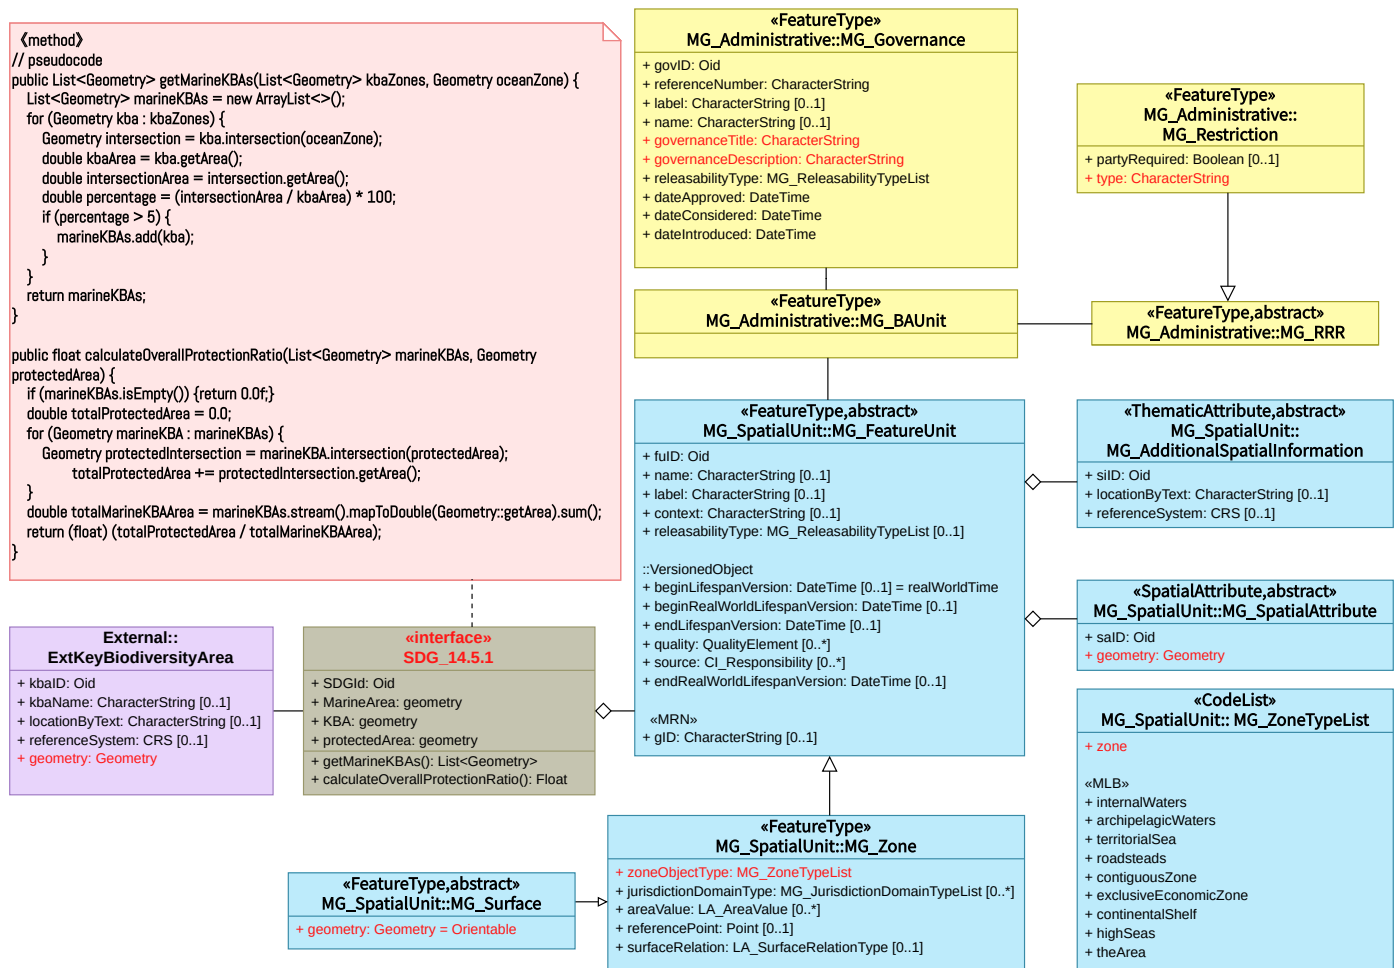 《method》
// pseudocode
public List<Geometry> getMarineKBAs(List<Geometry> kbaZones, Geometry oceanZone) {
List<Geometry> marineKBAs = new ArrayList<>();
for (Geometry kba : kbaZones) {
Geometry intersection = kba.intersection(oceanZone);
double kbaArea = kba.getArea();
double intersectionArea = intersection.getArea();
double percentage = (intersectionArea / kbaArea) * 100;
if (percentage > 5) {
marineKBAs.add(kba);
}
}
return marineKBAs;
}
public float calculateOverallProtectionRatio(List<Geometry> marineKBAs, Geometry
protectedArea) {
if (marineKBAs.isEmpty()) {return 0.0f;}
double totalProtectedArea = 0.0;
for (Geometry marineKBA : marineKBAs) {
Geometry protectedIntersection = marineKBA.intersection(protectedArea);
totalProtectedArea += protectedIntersection.getArea();
}
double totalMarineKBAArea = marineKBAs.stream().mapToDouble(Geometry::getArea).sum();
return (float) (totalProtectedArea / totalMarineKBAArea);
}
«FeatureType»
MG_Administrative::MG_Governance
+ govID: Oid
+ referenceNumber: CharacterString
+ label: CharacterString [0..1]
+ name: CharacterString [0..1]
+ governanceTitle: CharacterString
+ governanceDescription: CharacterString
+ releasabilityType: MG_ReleasabilityTypeList
+ dateApproved: DateTime
+ dateConsidered: DateTime
+ dateIntroduced: DateTime
«FeatureType»
MG_Administrative::
MG_Restriction
+ partyRequired: Boolean [0..1]
+ type: CharacterString
«FeatureType»
MG_Administrative::MG_BAUnit
«FeatureType,abstract»
MG_Administrative::MG_RRR
«FeatureType,abstract»
MG_SpatialUnit::MG_FeatureUnit
+ fuID: Oid
+ name: CharacterString [0..1]
+ label: CharacterString [0..1]
+ context: CharacterString [0..1]
+ releasabilityType: MG_ReleasabilityTypeList [0..1]
::VersionedObject
+ beginLifespanVersion: DateTime [0..1] = realWorldTime
+ beginRealWorldLifespanVersion: DateTime [0..1]
+ endLifespanVersion: DateTime [0..1]
+ quality: QualityElement [0..*]
+ source: CI_Responsibility [0..*]
+ endRealWorldLifespanVersion: DateTime [0..1]
«MRN»
+ gID: CharacterString [0..1]
«ThematicAttribute,abstract»
MG_SpatialUnit::
MG_AdditionalSpatialInformation
+ siID: Oid
+ locationByText: CharacterString [0..1]
+ referenceSystem: CRS [0..1]
«SpatialAttribute,abstract»
MG_SpatialUnit::MG_SpatialAttribute
+ saID: Oid
+ geometry: Geometry
External::
ExtKeyBiodiversityArea
+ kbaID: Oid
+ kbaName: CharacterString [0..1]
+ locationByText: CharacterString [0..1]
+ referenceSystem: CRS [0..1]
+ geometry: Geometry
«interface»
SDG_14.5.1
+ SDGId: Oid
+ MarineArea: geometry
+ KBA: geometry
+ protectedArea: geometry
+ getMarineKBAs(): List<Geometry>
+ calculateOverallProtectionRatio(): Float
«CodeList»
MG_SpatialUnit:: MG_ZoneTypeList
+ zone
«MLB»
+ internalWaters
+ archipelagicWaters
+ territorialSea
+ roadsteads
+ contiguousZone
+ exclusiveEconomicZone
+ continentalShelf
+ highSeas
+ theArea
«FeatureType»
MG_SpatialUnit::MG_Zone
+ zoneObjectType: MG_ZoneTypeList
+ jurisdictionDomainType: MG_JurisdictionDomainTypeList [0..*]
+ areaValue: LA_AreaValue [0..*]
+ referencePoint: Point [0..1]
+ surfaceRelation: LA_SurfaceRelationType [0..1]
«FeatureType,abstract»
MG_SpatialUnit::MG_Surface
+ geometry: Geometry = Orientable